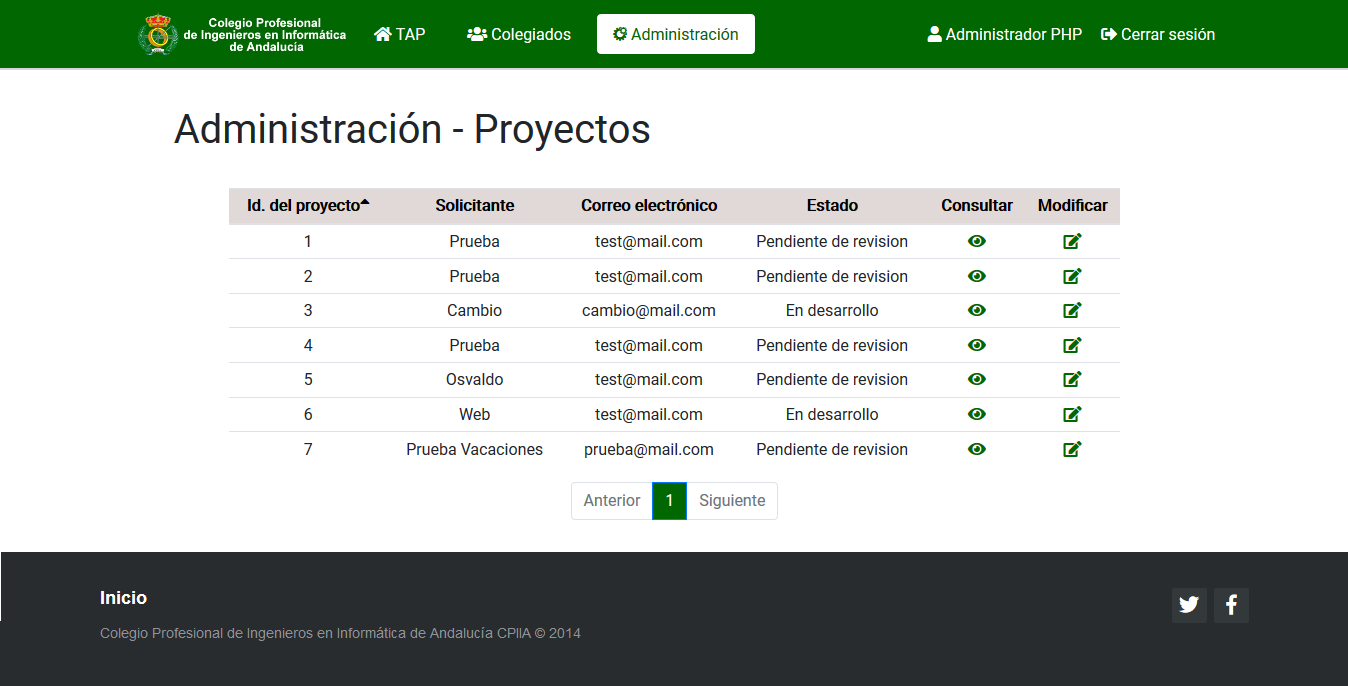 Colegio Profesional
de Ingenieros en Informática
de Andalucía
TAP
Colegiados
Administración
Administrador PHP
Cerrar sesión
Administración - Proyectos
Id. del proyecto Solicitante Correo electrónico Estado Consultar Modificar
1 Prueba test@mail.com Pendiente de revision
2 Prueba test@mail.com Pendiente de revision
3 Cambio cambio@mail.com En desarrollo
4 Prueba test@mail.com Pendiente de revision
5 Osvaldo test@mail.com Pendiente de revision
6 Web test@mail.com En desarrollo
7 Prueba Vacaciones prueba@mail.com Pendiente de revision
Anterior 1 Siguiente
Inicio
Colegio Profesional de Ingenieros en Informática de Andalucía CPIIA © 2014